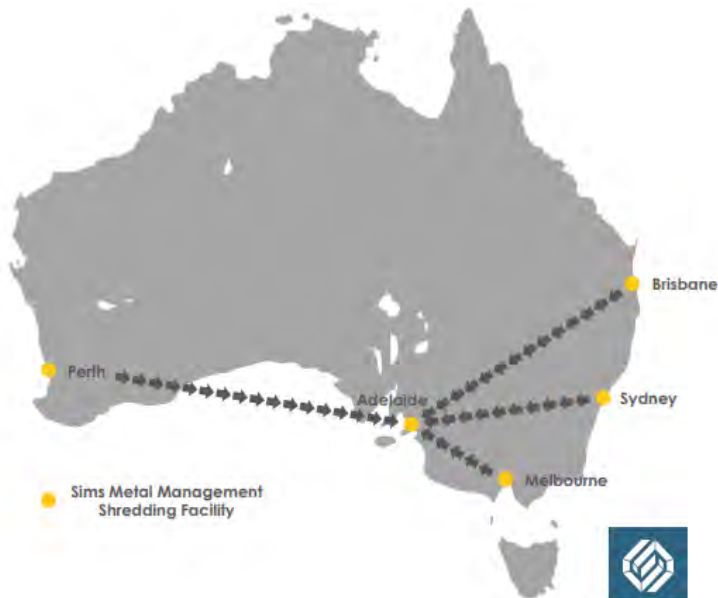 Brisbane
Perth
Adelaide
Sydney
Melbourne
Sims Metal Management
Shredding Facility